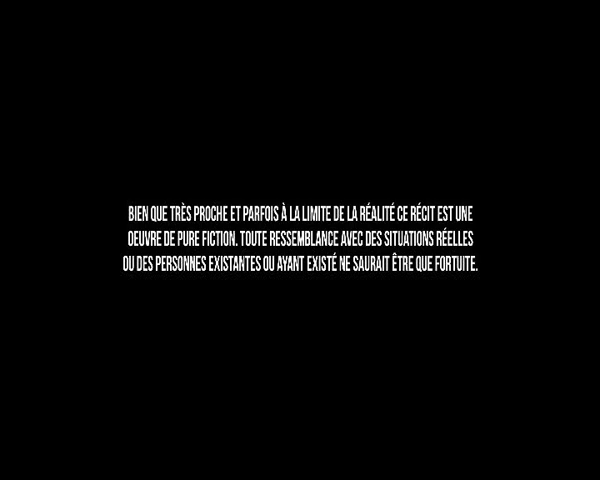 BIEN QUE TRÈS PROCHE ET PARFOIS À LA LIMITE DE LA RÉALITÉ CE RÉCIT EST UNE
OEUVRE DE PURE FICTION. TOUTE RESSEMBLANCE AVEC DES SITUATIONS RÉELLES
OU DES PERSONNES EXISTANTES OU AYANT EXISTÉ NE SAURAIT ÊTRE QUE FORTUITE.